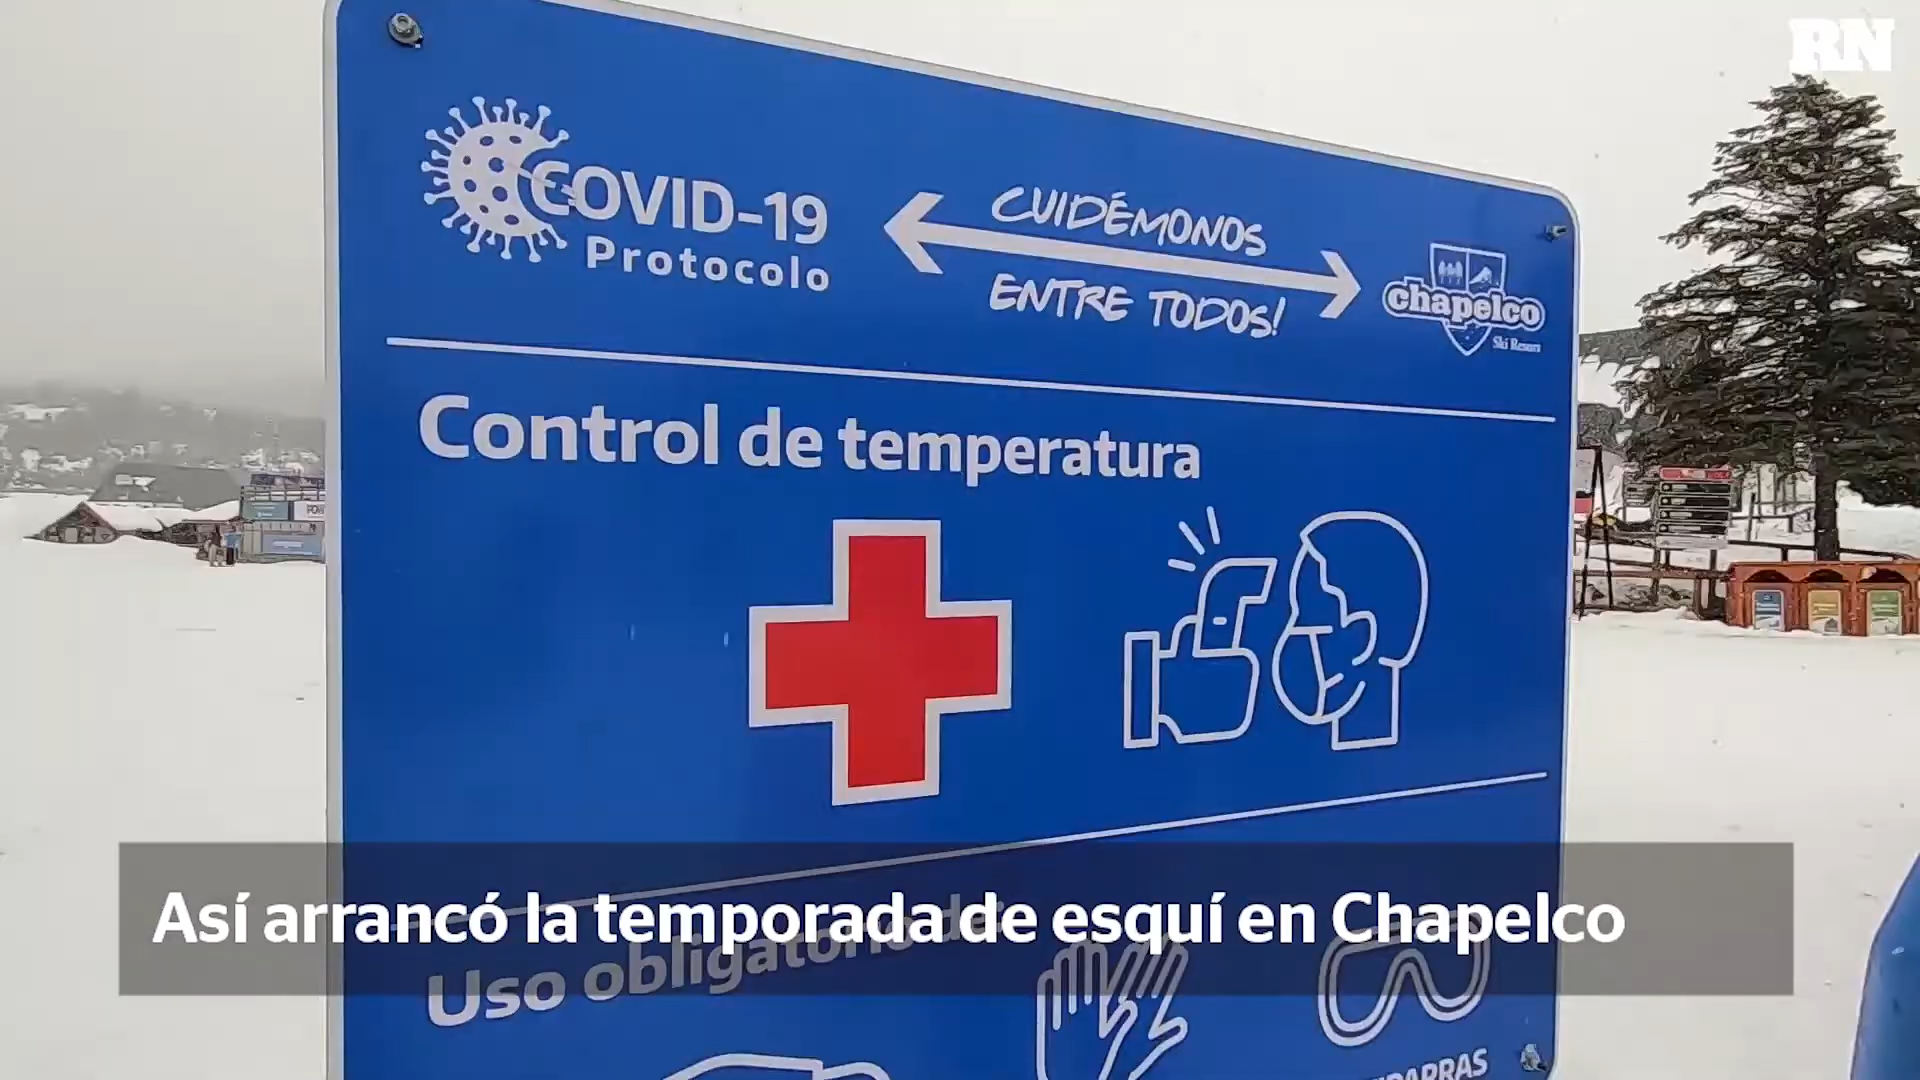 RN
COVID-19
Protocolo
CUIDÉMONOS
ENTRE TODOS!
chapelco
Ski Resort
Control de temperatura
Así arrancó la temporada de esquí en Chapelco
Uso obligatorio de: